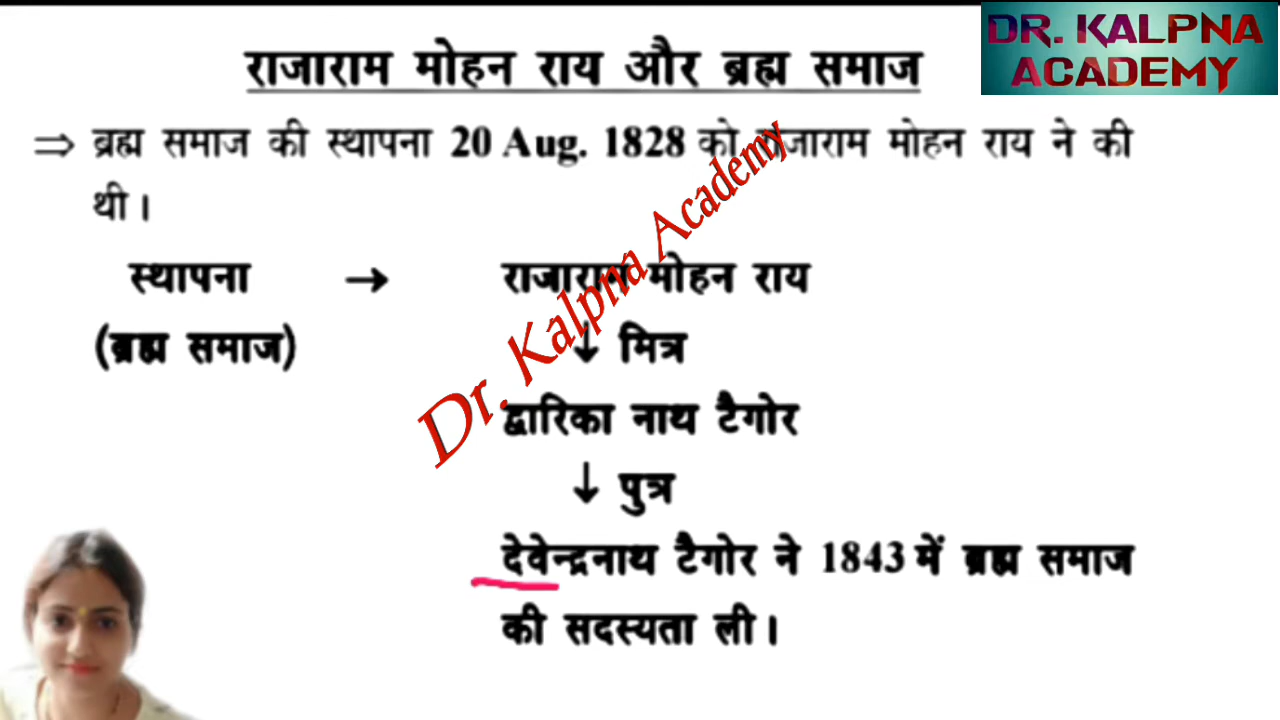 DR. KALPNA
ACADEMY
राजाराम मोहन राय और ब्रह्म समाज
⇒ ब्रह्म समाज की स्थापना 20 Aug. 1828 को राजाराम मोहन राय ने की
थी।
स्थापना → राजाराम मोहन राय
(ब्रह्म समाज) ↓ मित्र
द्वारिका नाथ टैगोर
↓ पुत्र
देवेन्द्रनाथ टैगोर ने 1843 में ब्रह्म समाज
की सदस्यता ली।
Dr. Kalpna Academy